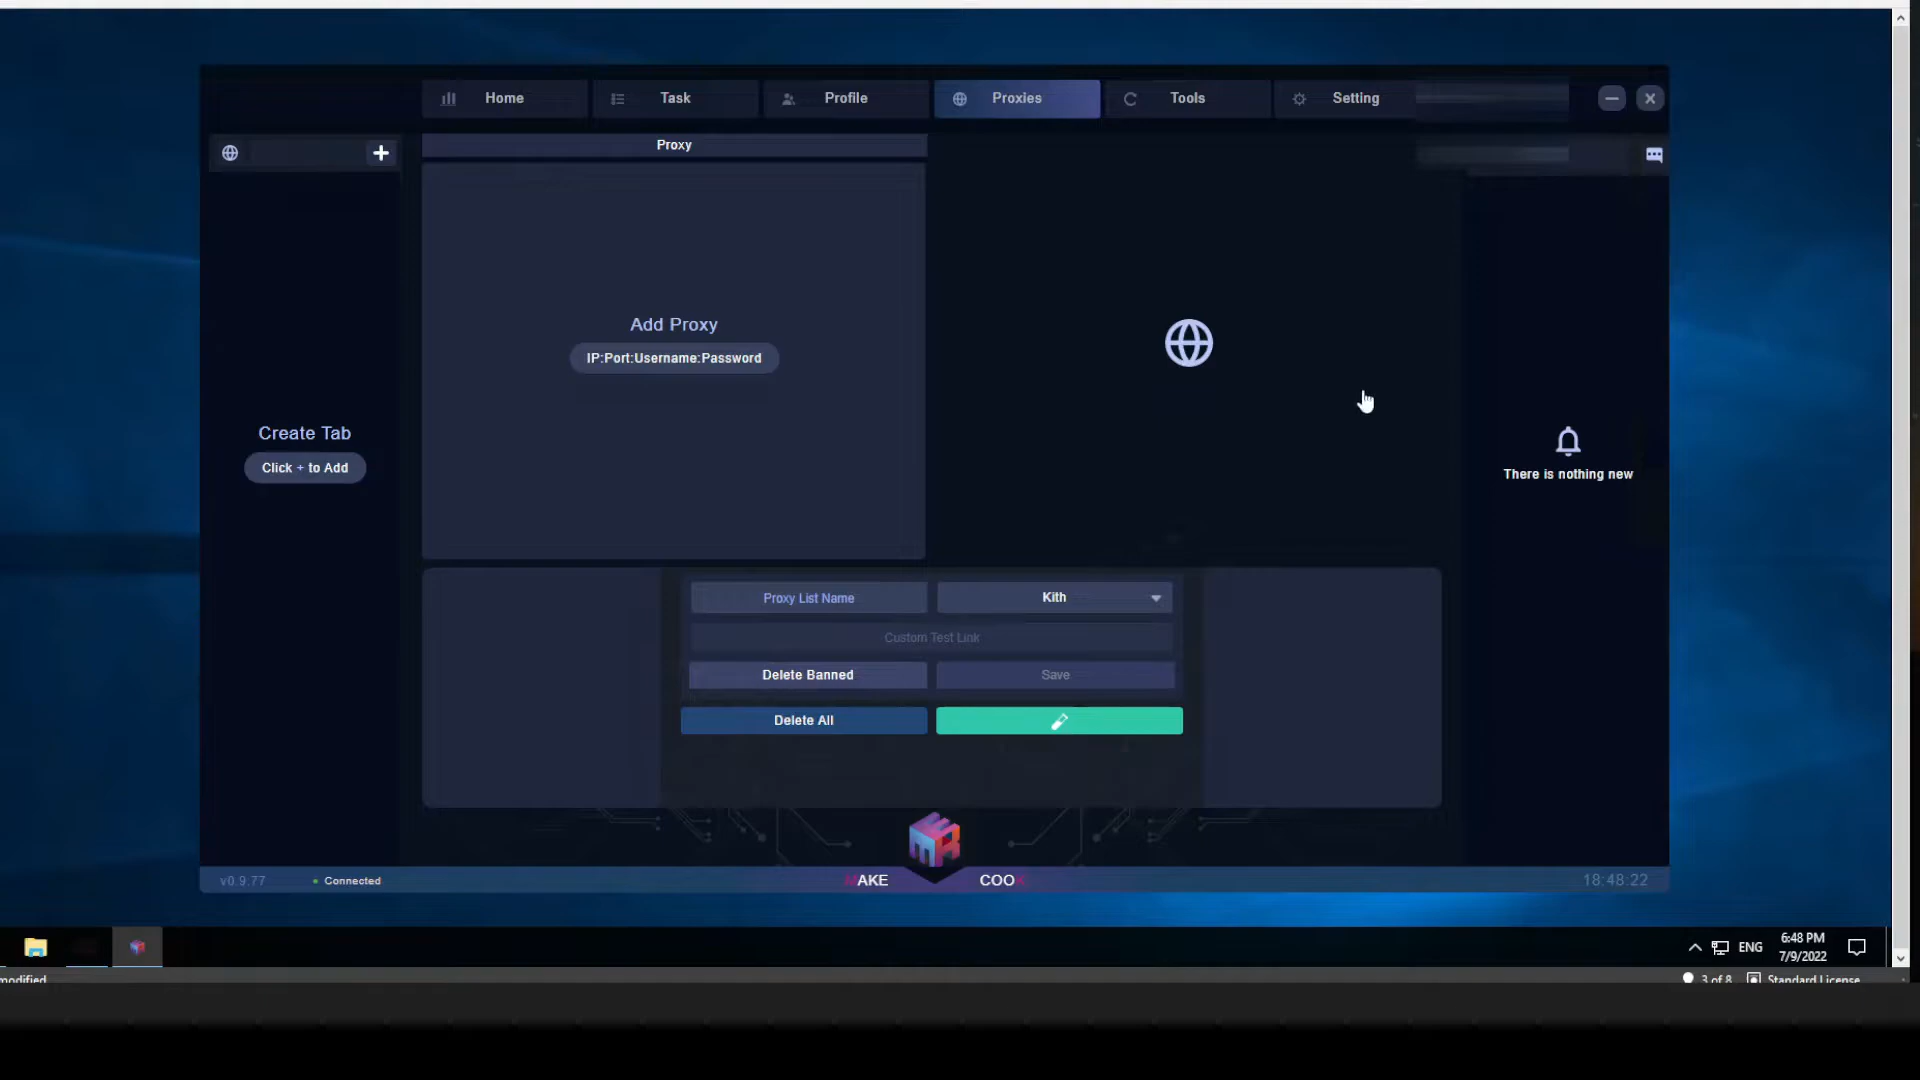 Home
Task
Profile
Proxies
Tools
Setting
Proxy
Add Proxy
IP:Port:Username:Password
Create Tab
Click + to Add
There is nothing new
Proxy List Name
Kith
Custom Test Link
Delete Banned
Save
Delete All
v0.9.77
Connected
MAKE
COOK
18:48:22
ENG
6:48 PM
7/9/2022
modified
3 of 8
Standard License